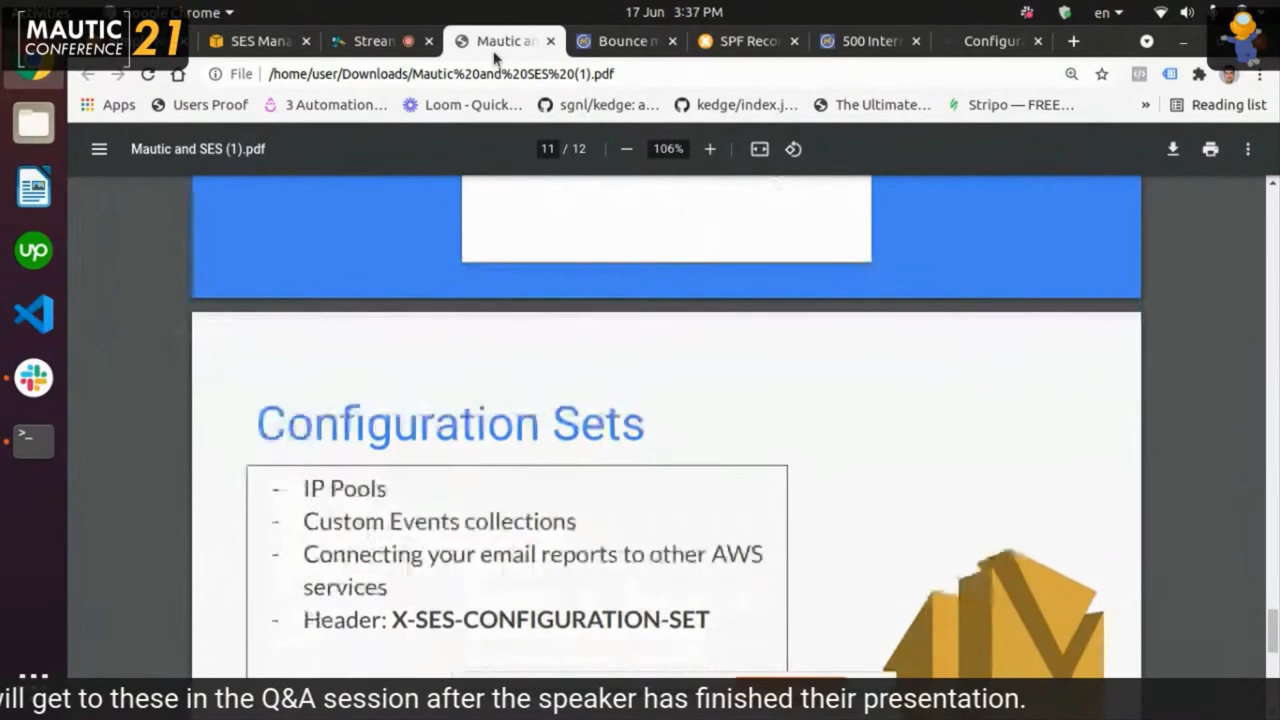 Chrome
17 Jun 3:37 PM
en
MAUTIC
CONFERENCE 21
SES Mana
Strean
Mautic an
Bounce n
SPF Reco
500 Inter
Configur
File
/home/user/Downloads/Mautic%20and%20SES%20(1).pdf
Apps
Users Proof
3 Automation...
Loom - Quick...
sgnl/kedge: a...
kedge/index.j...
The Ultimate...
Stripo — FREE...
»
Reading list
Mautic and SES (1).pdf
11 / 12
106%
up
Configuration Sets
- IP Pools
- Custom Events collections
- Connecting your email reports to other AWS
services
- Header: X-SES-CONFIGURATION-SET
will get to these in the Q&A session after the speaker has finished their presentation.